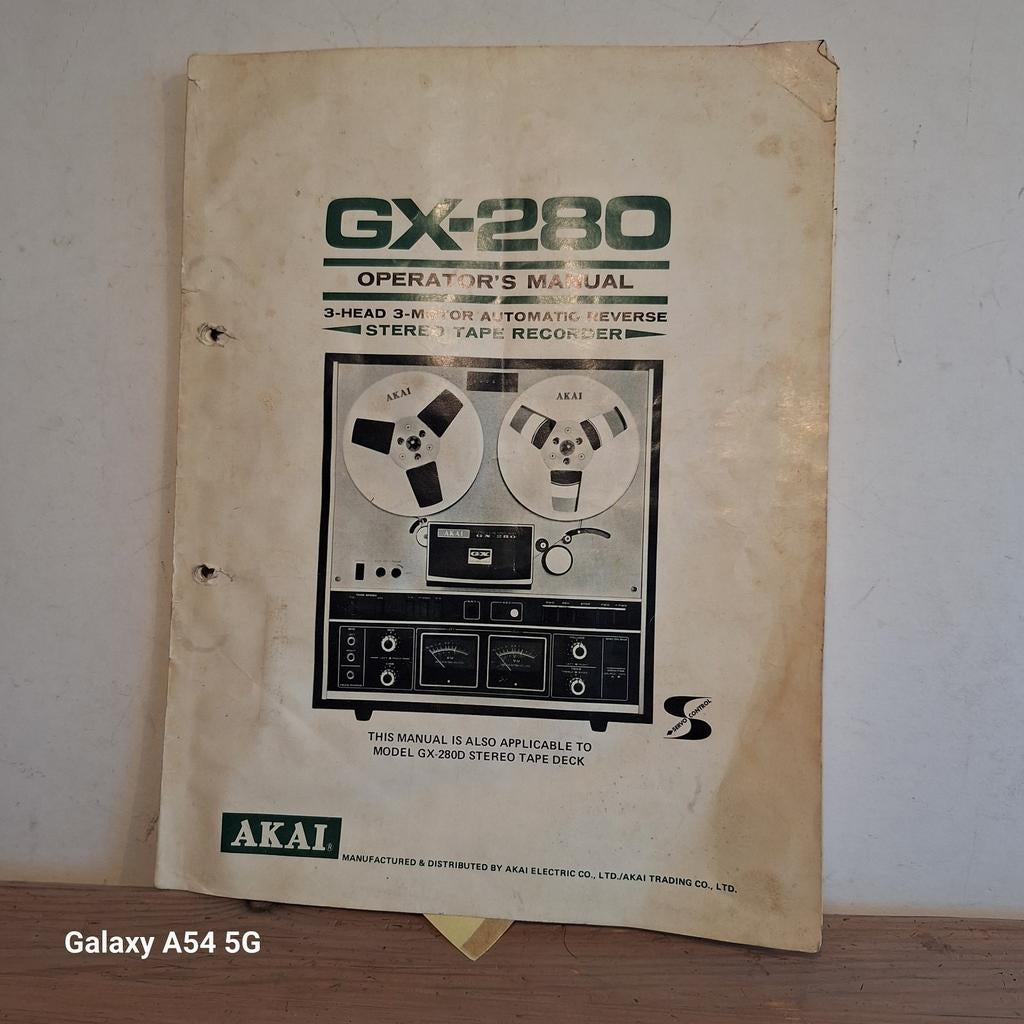 GX-280
OPERATOR'S MANUAL
3-HEAD 3-MOTOR AUTOMATIC REVERSE
STEREO TAPE RECORDER
AKAI
AKAI
AKAI GX-280
GX
SERVO CONTROL
THIS MANUAL IS ALSO APPLICABLE TO
MODEL GX-280D STEREO TAPE DECK
AKAI®
MANUFACTURED & DISTRIBUTED BY AKAI ELECTRIC CO., LTD./AKAI TRADING CO., LTD.
Galaxy A54 5G